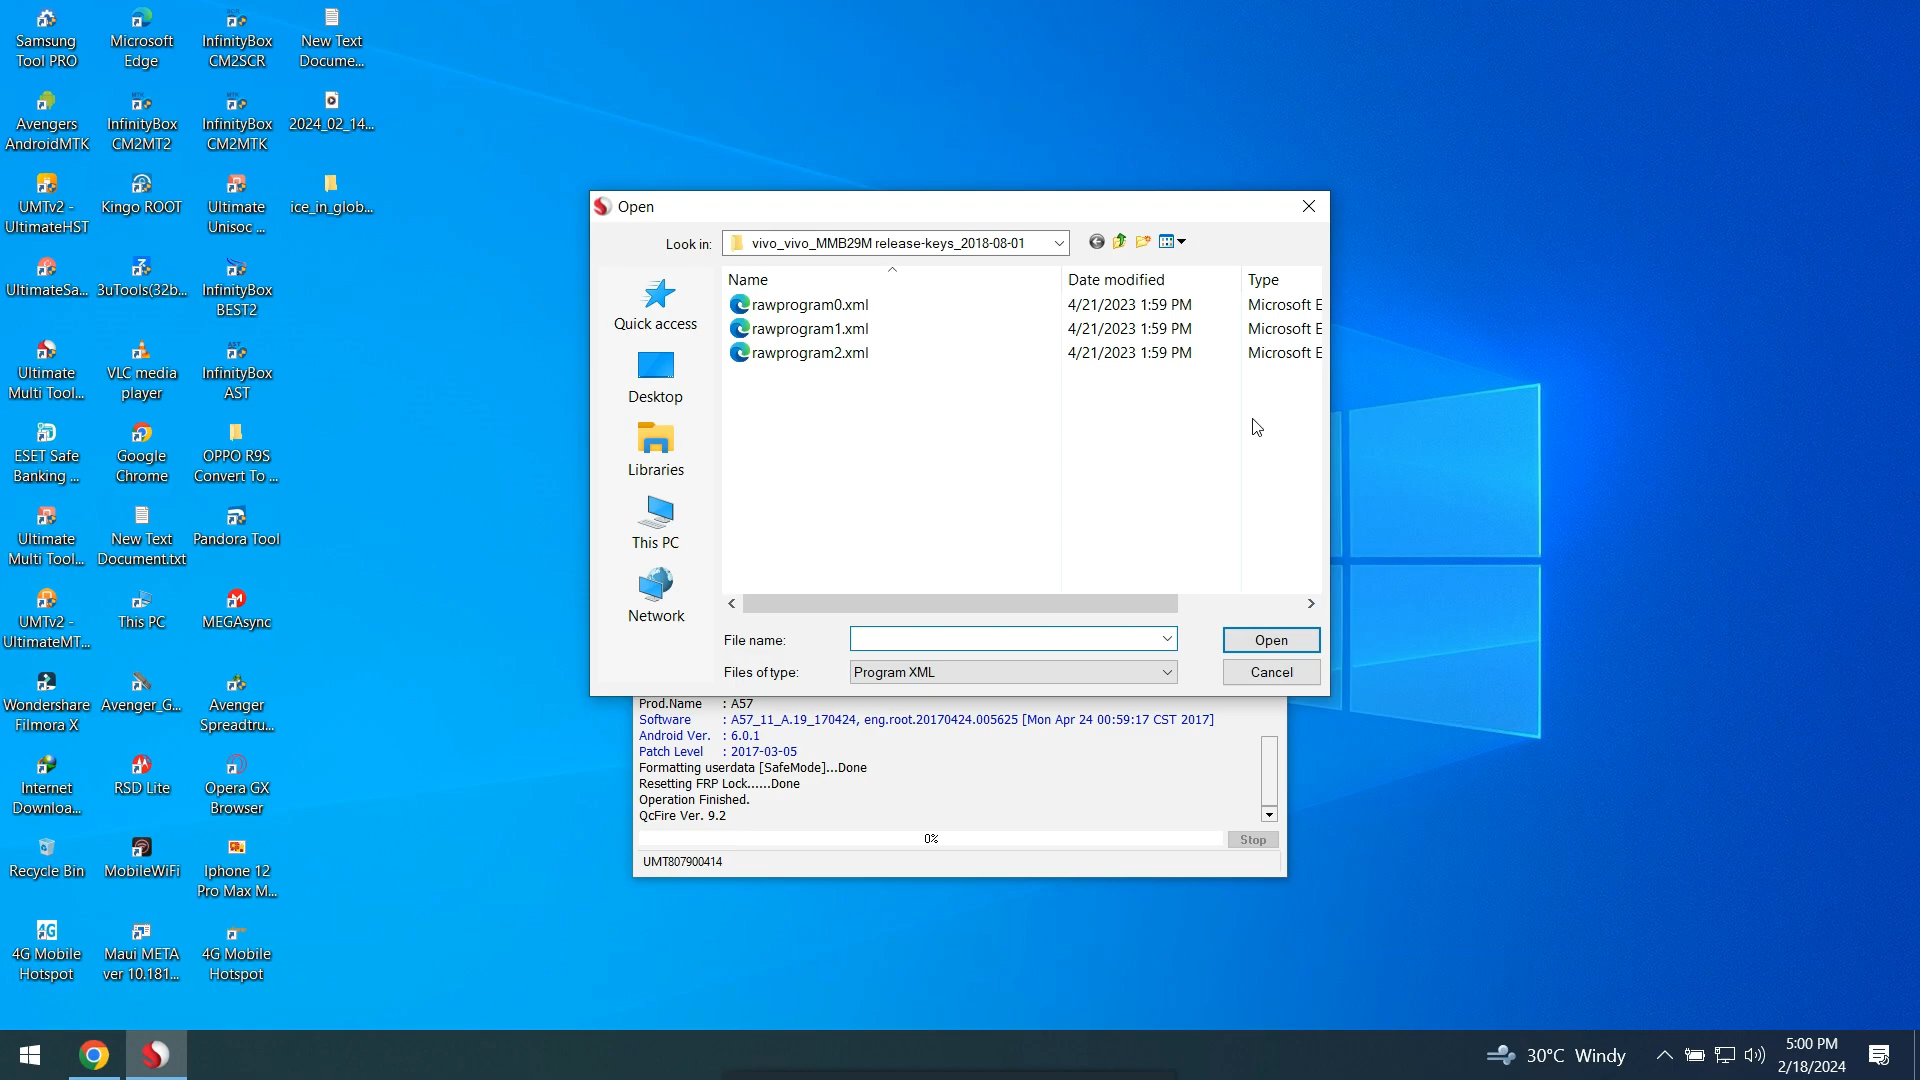 Samsung
Tool PRO
Microsoft
Edge
InfinityBox
CM2SCR
New Text
Docume...
Avengers
AndroidMTK
InfinityBox
CM2MT2
InfinityBox
CM2MTK
2024_02_14...
UMTv2 -
UltimateHST
Kingo ROOT
Ultimate
Unisoc ...
ice_in_glob...
UltimateSa...
3uTools(32b...
InfinityBox
BEST2
Ultimate
Multi Tool...
VLC media
player
AST
InfinityBox
AST
ESET Safe
Banking ...
Google
Chrome
OPPO R9S
Convert To ...
Ultimate
Multi Tool...
New Text
Document.txt
Pandora Tool
UMTv2 -
UltimateMT...
This PC
MEGAsync
Wondershare
Filmora X
Avenger_G...
Avenger
Spreadtru...
Internet
Downloa...
RSD Lite
Opera GX
Browser
Recycle Bin
MobileWiFi
Iphone 12
Pro Max M...
4G
4G Mobile
Hotspot
Maui META
ver 10.181...
4G Mobile
Hotspot
Open
Look in:
vivo_vivo_MMB29M release-keys_2018-08-01
Name
Date modified
Type
rawprogram0.xml
4/21/2023 1:59 PM
Microsoft E
rawprogram1.xml
4/21/2023 1:59 PM
Microsoft E
rawprogram2.xml
4/21/2023 1:59 PM
Microsoft E
Quick access
Desktop
Libraries
This PC
Network
File name:
Open
Files of type:
Program XML
Cancel
Prod.Name : A57
Software : A57_11_A.19_170424, eng.root.20170424.005625 [Mon Apr 24 00:59:17 CST 2017]
Android Ver. : 6.0.1
Patch Level : 2017-03-05
Formatting userdata [SafeMode]...Done
Resetting FRP Lock......Done
Operation Finished.
QcFire Ver. 9.2
0%
Stop
UMT807900414
30°C Windy
5:00 PM
2/18/2024